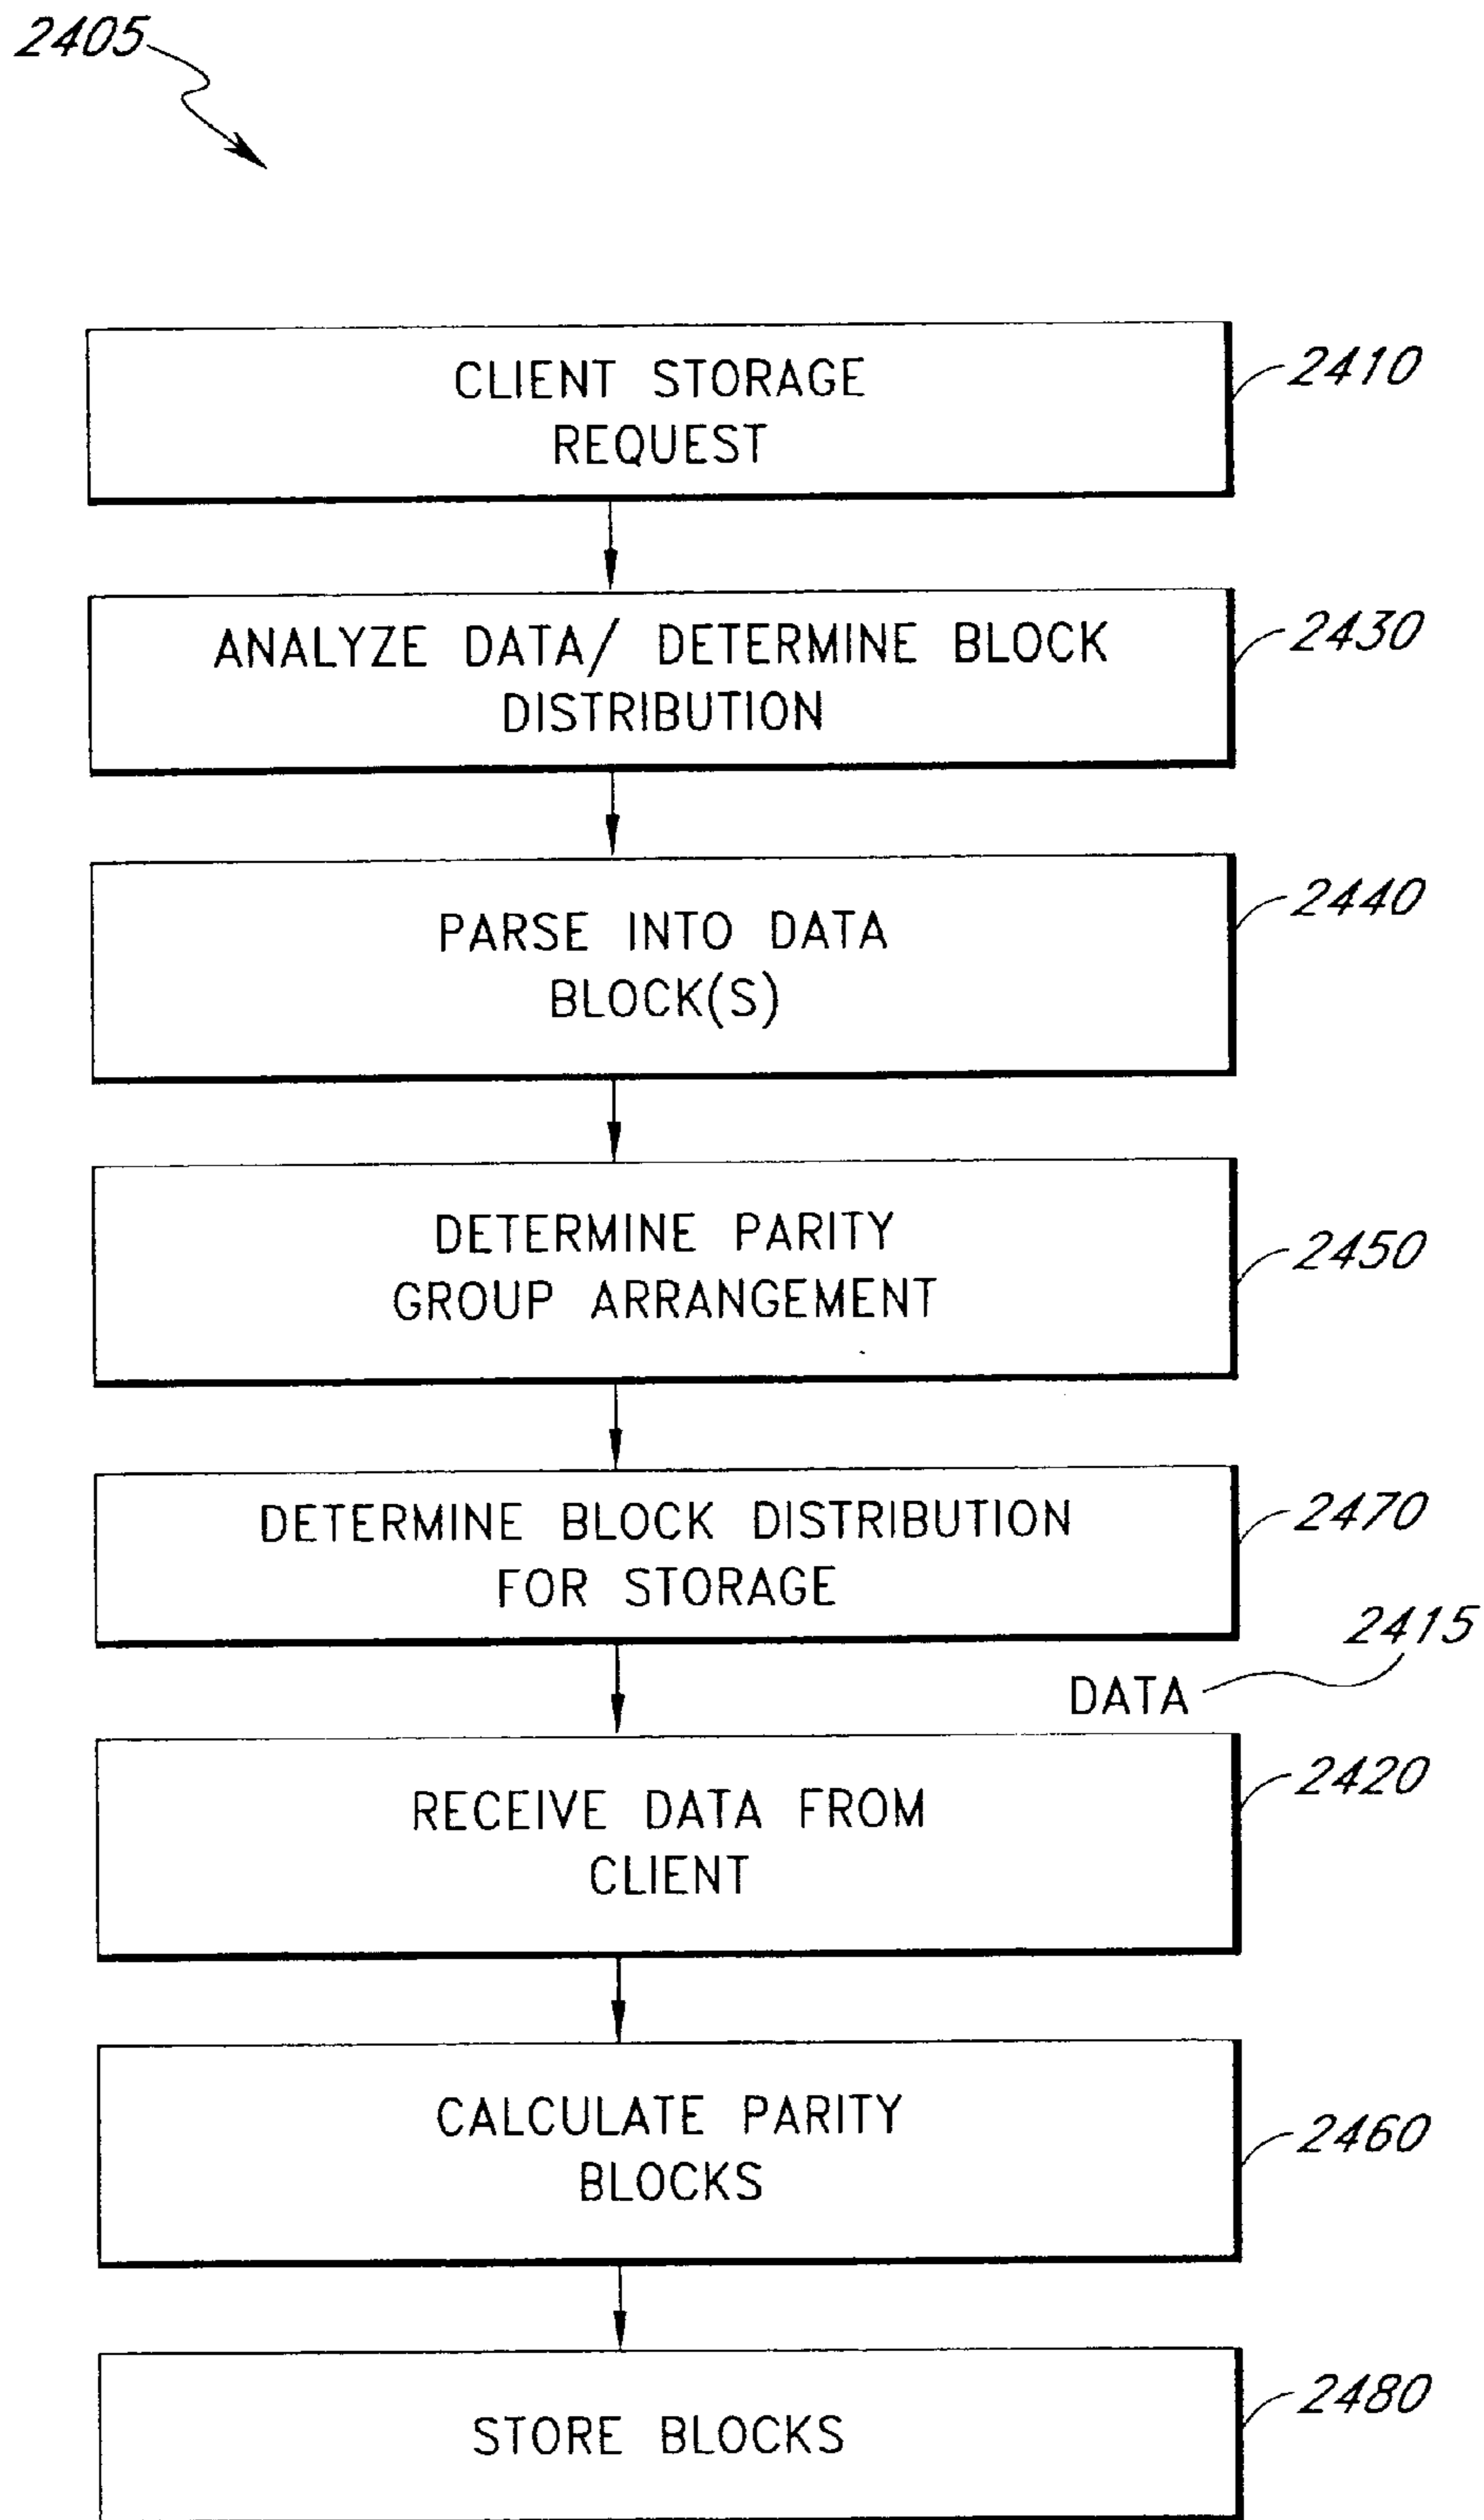 2405
CLIENT STORAGE
REQUEST
2410
ANALYZE DATA/ DETERMINE BLOCK
DISTRIBUTION
2430
PARSE INTO DATA
BLOCK(S)
2440
DETERMINE PARITY
GROUP ARRANGEMENT
2450
DETERMINE BLOCK DISTRIBUTION
FOR STORAGE
2470
2415
DATA
RECEIVE DATA FROM
CLIENT
2420
CALCULATE PARITY
BLOCKS
2460
STORE BLOCKS
2480